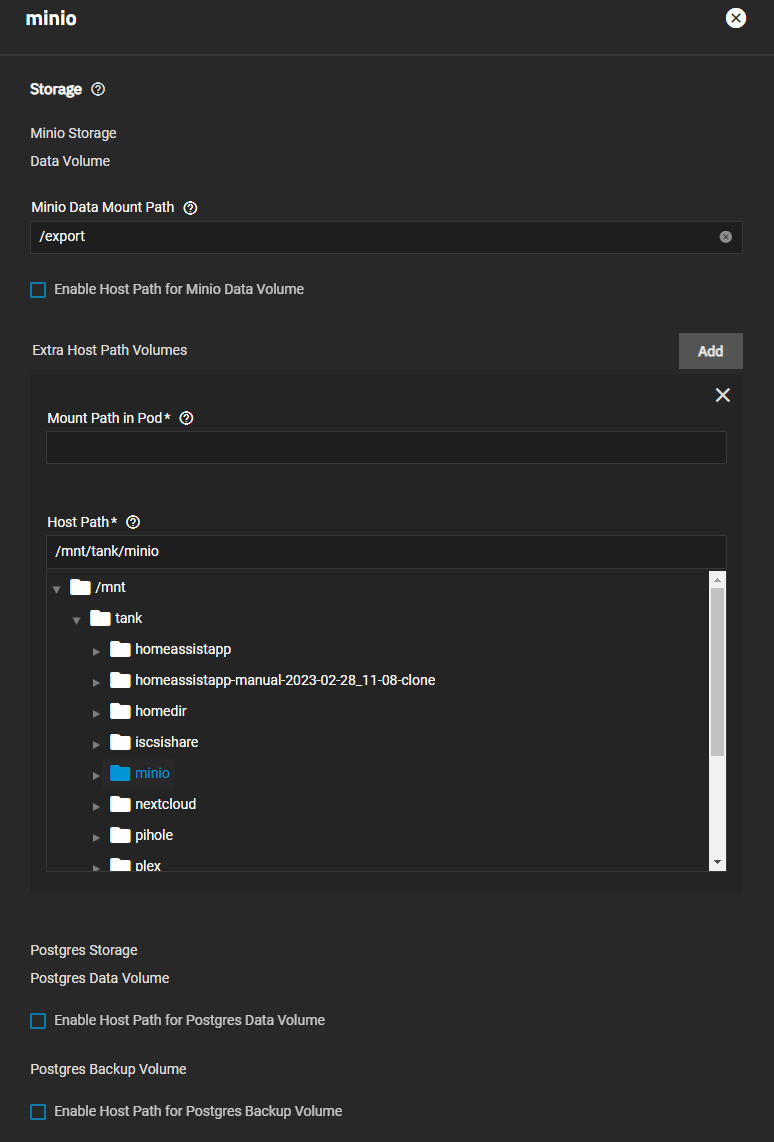 minio
Storage
Minio Storage
Data Volume
Minio Data Mount Path
/export
Enable Host Path for Minio Data Volume
Extra Host Path Volumes
Add
Mount Path in Pod*
Host Path*
/mnt/tank/minio
/mnt
tank
homeassistapp
homeassistapp-manual-2023-02-28_11-08-clone
homedir
iscsishare
minio
nextcloud
pihole
plex
Postgres Storage
Postgres Data Volume
Enable Host Path for Postgres Data Volume
Postgres Backup Volume
Enable Host Path for Postgres Backup Volume